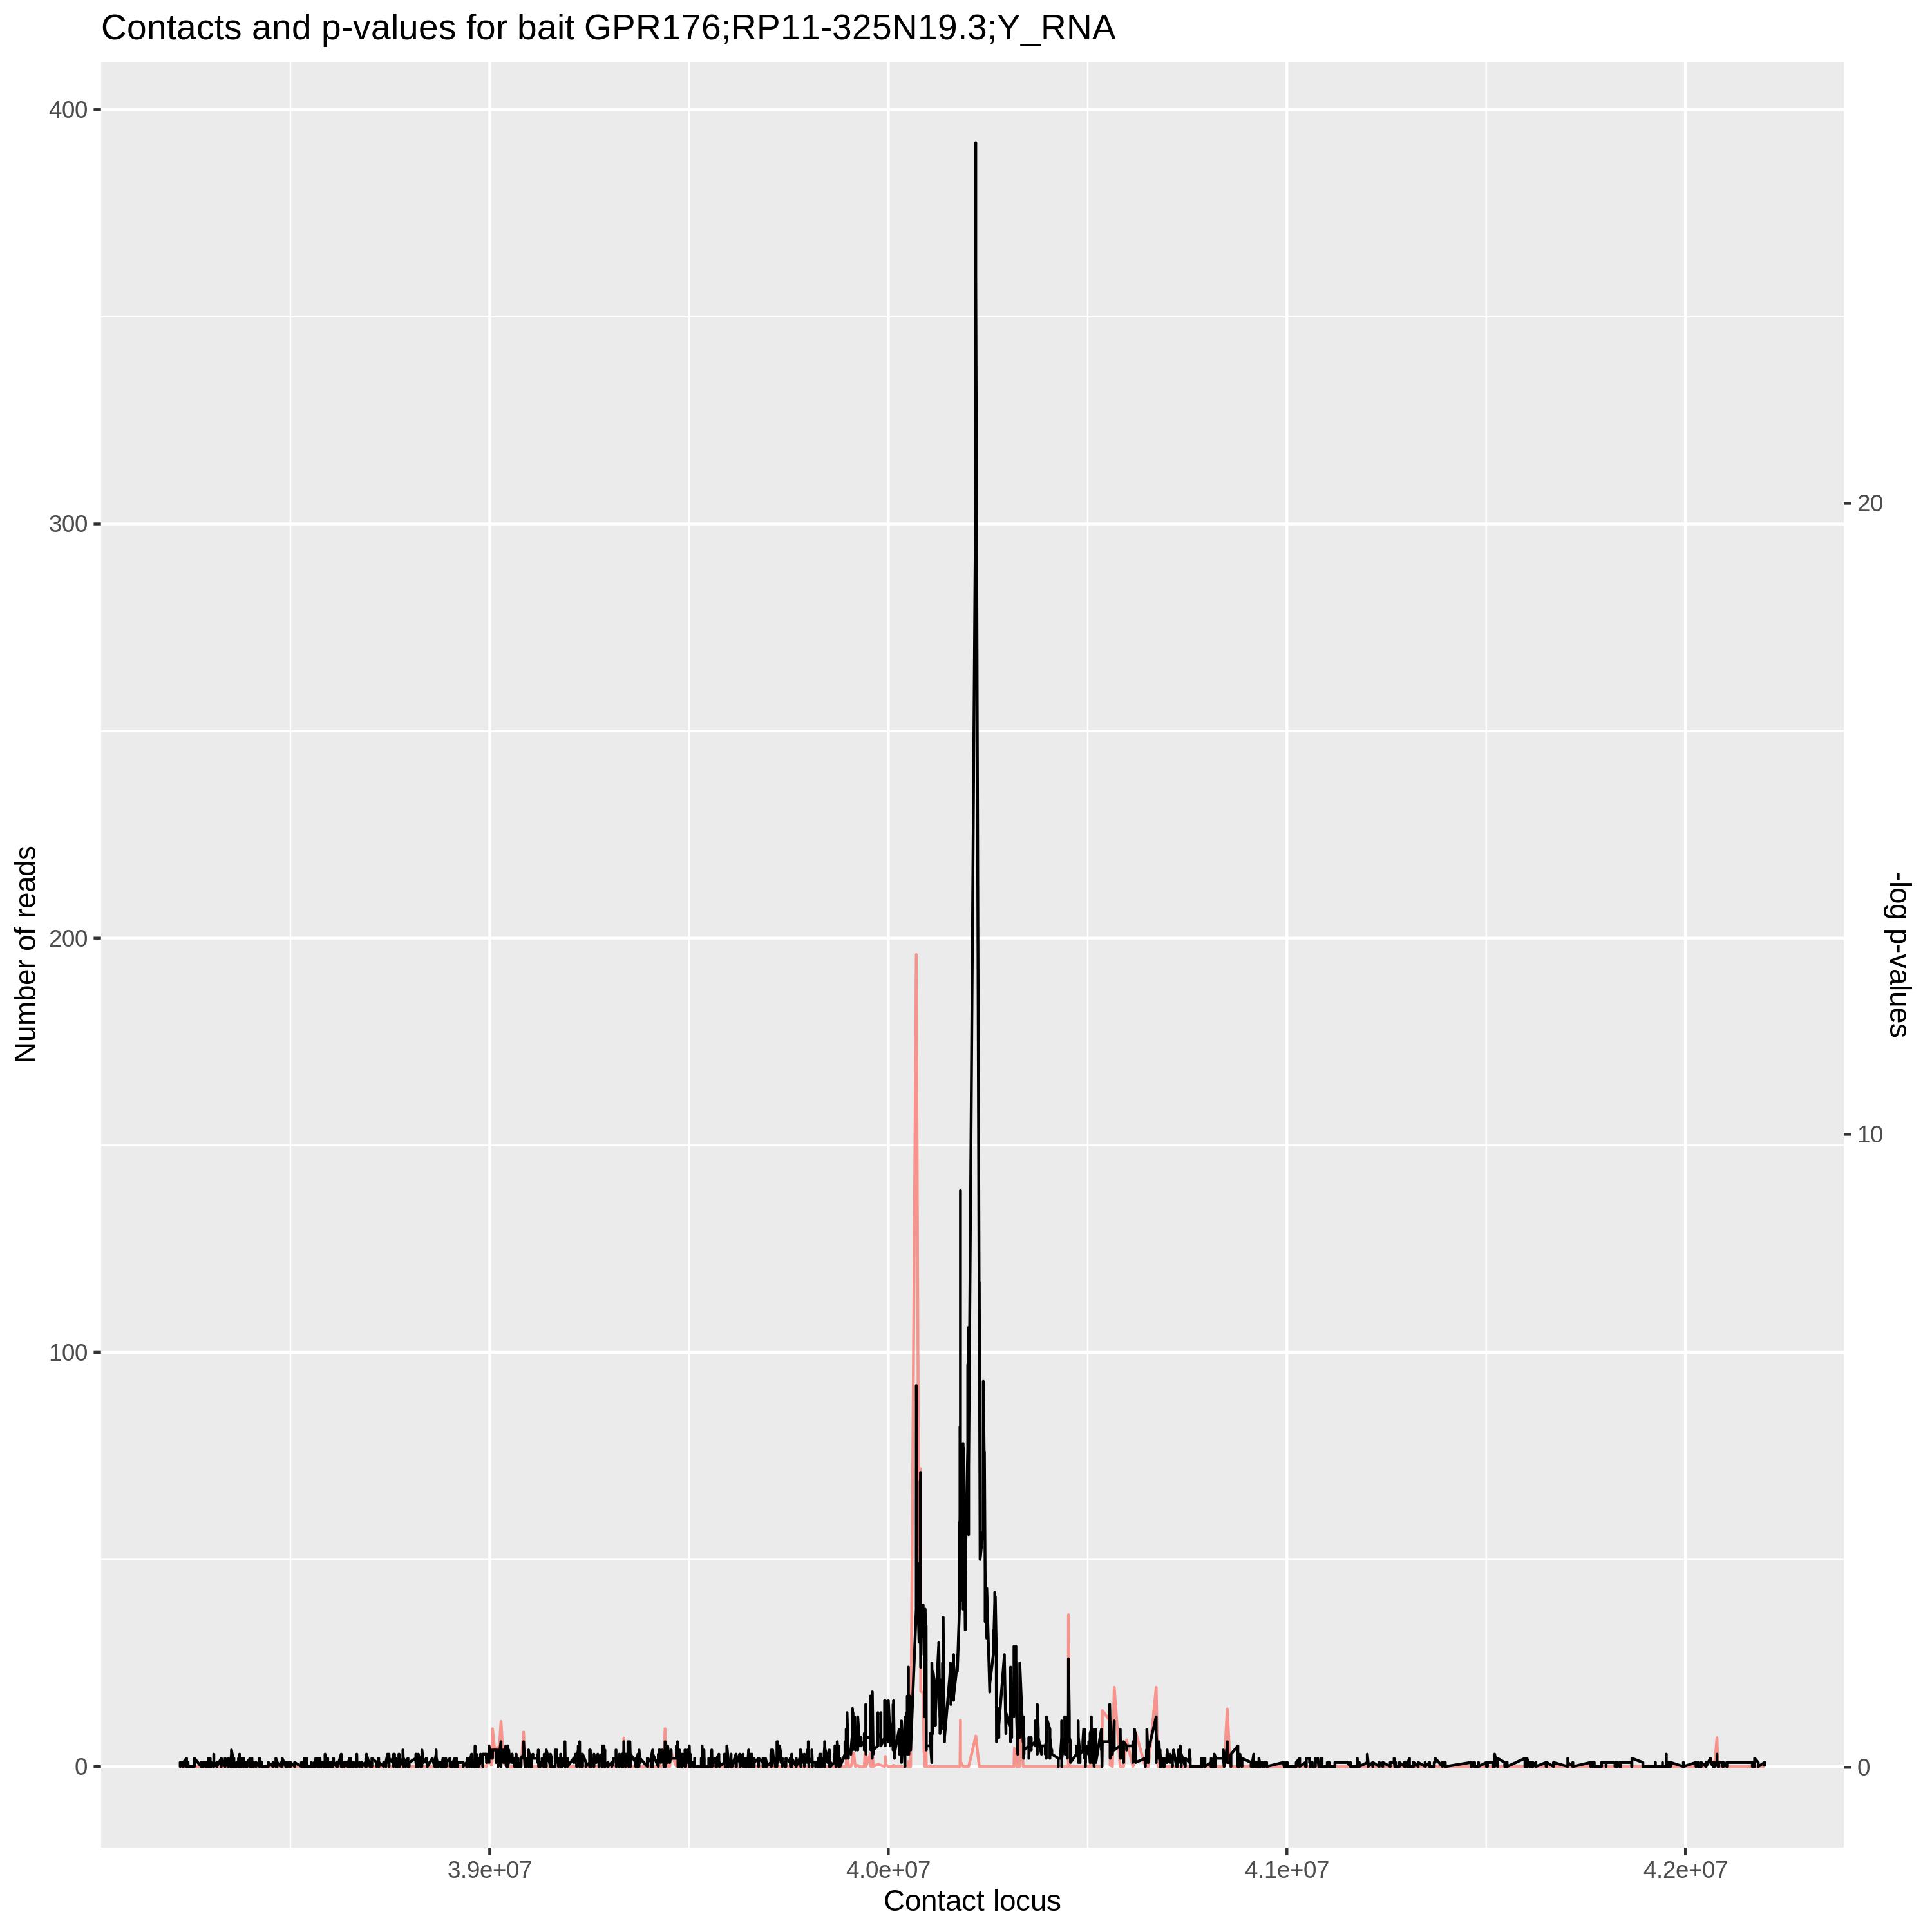 Contacts and p-values for bait GPR176;RP11-325N19.3;Y_RNA
400
300
200
100
0
Number of reads
20
10
0
-log p-values
3.9e+07
4.0e+07
4.1e+07
4.2e+07
Contact locus